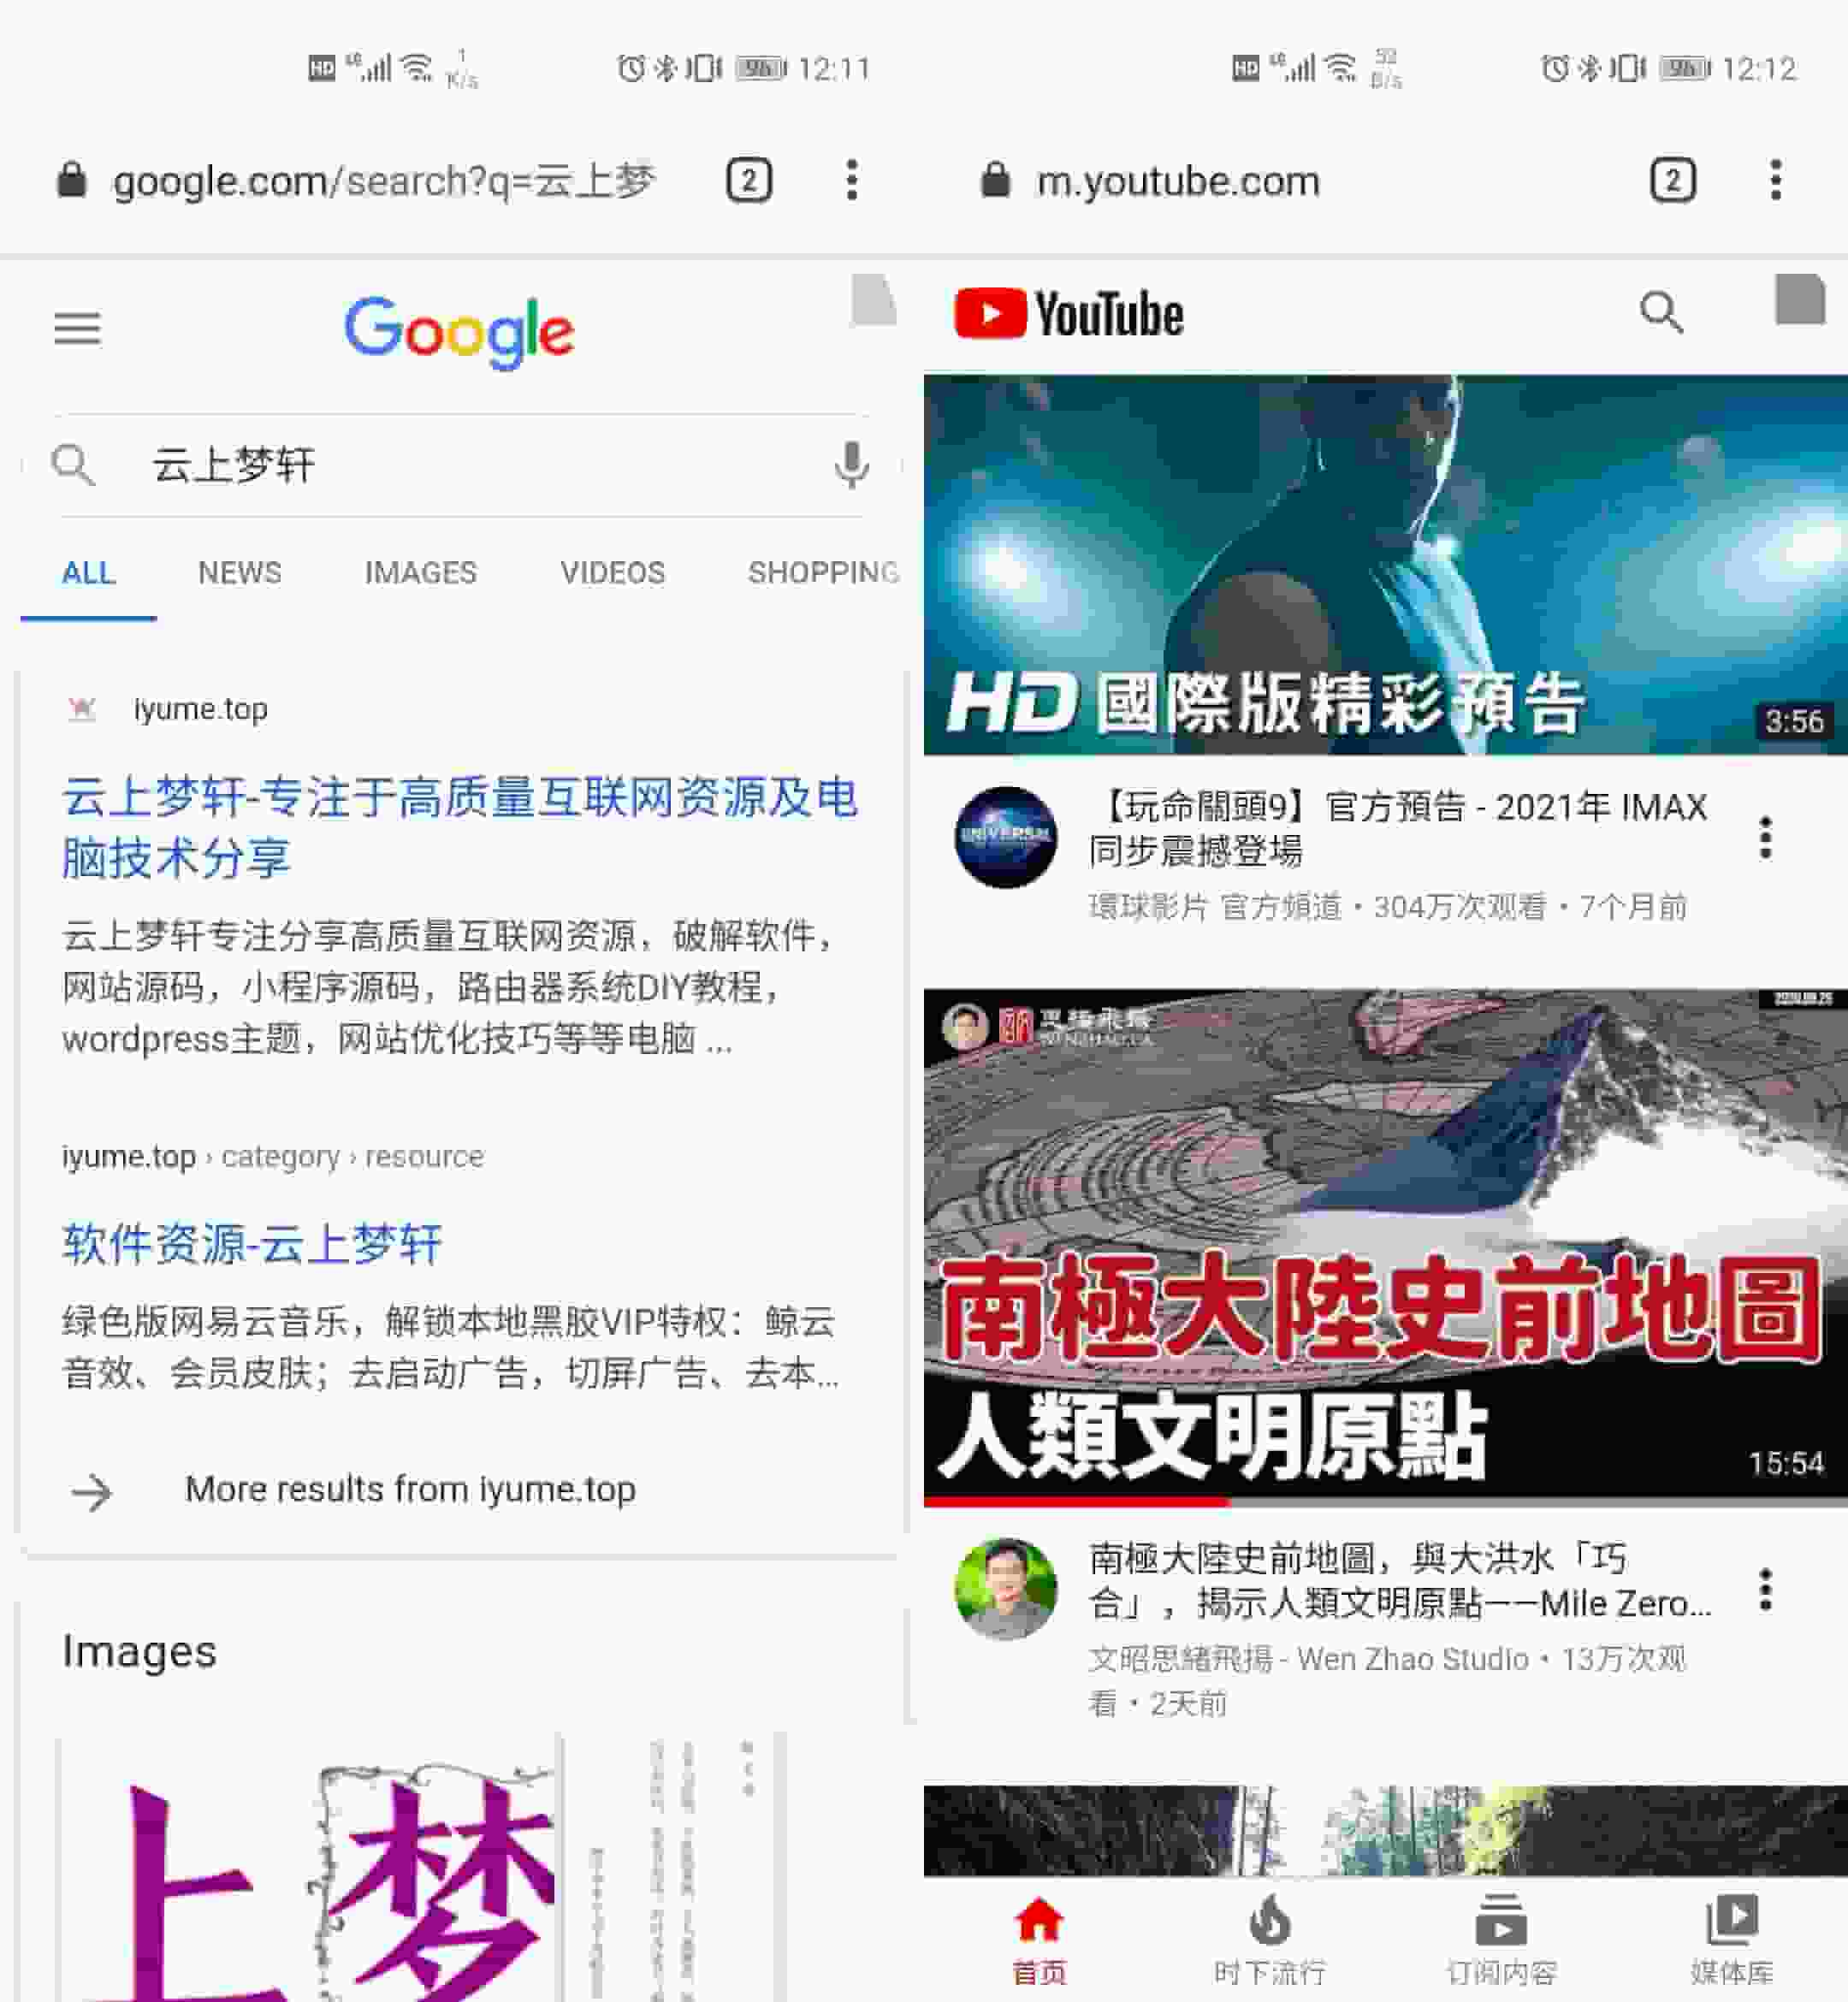 HD
1
K/s
96
12:11
google.com/search?q=云上梦
2
Google
云上梦轩
ALL
NEWS
IMAGES
VIDEOS
SHOPPING
iyume.top
云上梦轩-专注于高质量互联网资源及电
脑技术分享
云上梦轩专注分享高质量互联网资源，破解软件，
网站源码，小程序源码，路由器系统DIY教程，
wordpress主题，网站优化技巧等等电脑 ...
iyume.top › category › resource
软件资源-云上梦轩
绿色版网易云音乐，解锁本地黑胶VIP特权：鲸云
音效、会员皮肤；去启动广告，切屏广告、去本...
More results from iyume.top
Images
上
梦
HD
B/s
96
12:12
m.youtube.com
2
YouTube
HD 國際版精彩預告
3:56
UNIVERSAL
【玩命關頭9】官方預告 - 2021年 IMAX
同步震撼登場
環球影片 官方頻道 • 304万次观看 • 7个月前
南極大陸史前地圖
人類文明原點
15:54
南極大陸史前地圖，與大洪水「巧
合」，揭示人類文明原點——Mile Zero...
文昭思緒飛揚 - Wen Zhao Studio • 13万次观
看 • 2天前
首页
时下流行
订阅内容
媒体库